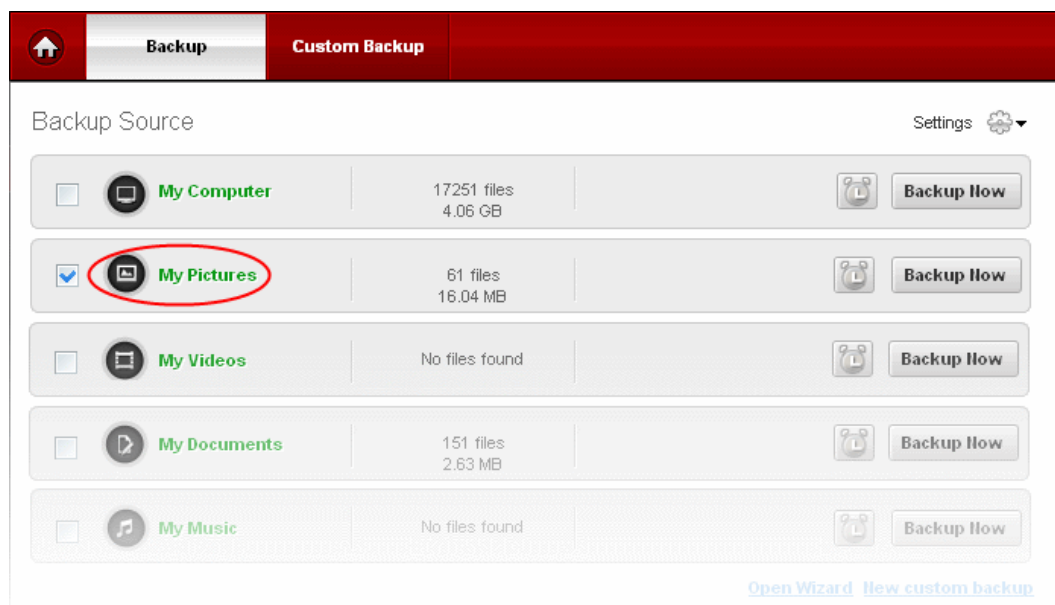 Backup
Custom Backup
Backup Source
Settings
My Computer
17251 files
4.06 GB
Backup Now
My Pictures
61 files
16.04 MB
Backup Now
My Videos
No files found
Backup Now
My Documents
151 files
2.63 MB
Backup Now
My Music
No files found
Backup Now
Open Wizard New custom backup